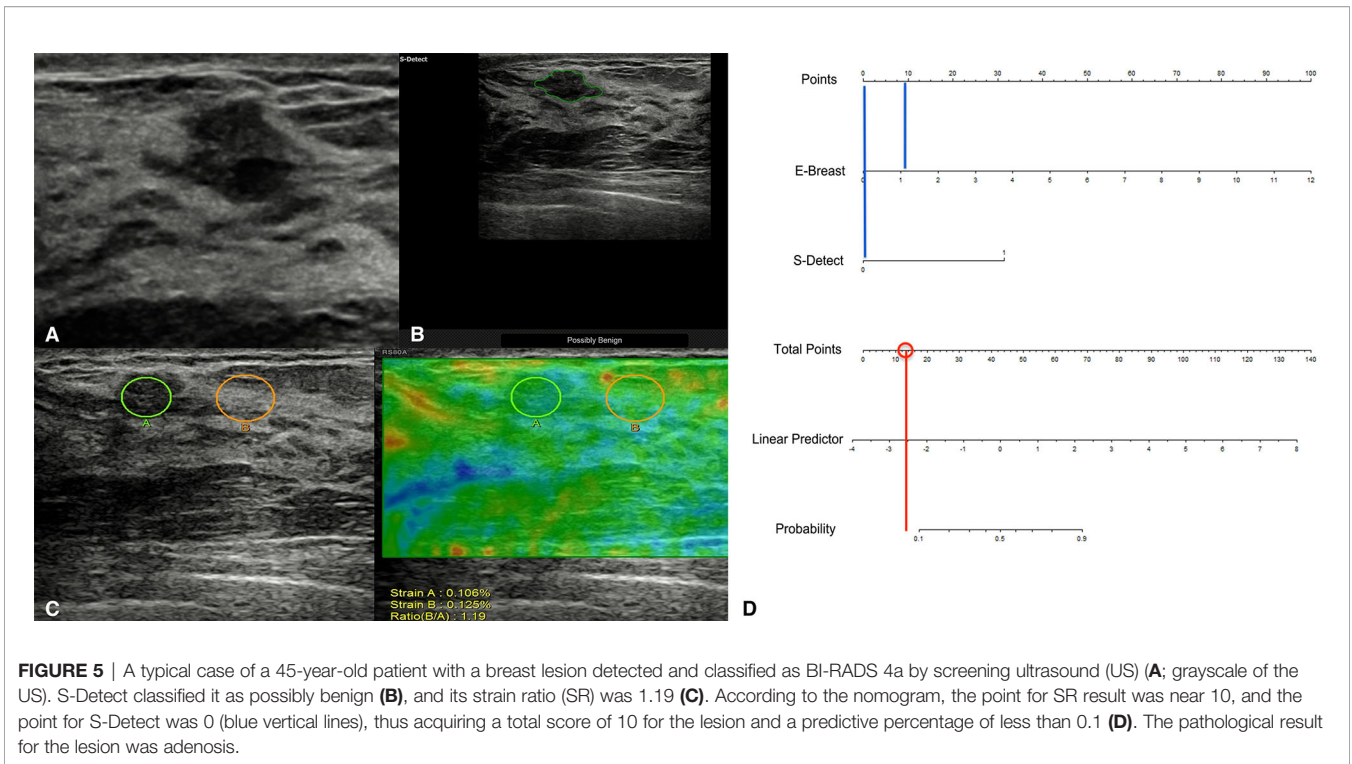 S-Detect
A
B
Possibly Benign
RS80A
A
B
A
B
Strain A : 0.106%
Strain B : 0.125%
Ratio(B/A) : 1.19
C
Points
0 10 20 30 40 50 60 70 80 90 100
E-Breast
0 1 2 3 4 5 6 7 8 9 10 11 12
S-Detect
0 1
Total Points
0 10 20 30 40 50 60 70 80 90 100 110 120 130 140
Linear Predictor
-4 -3 -2 -1 0 1 2 3 4 5 6 7 8
Probability
0.1 0.5 0.9
D
FIGURE 5 | A typical case of a 45-year-old patient with a breast lesion detected and classified as BI-RADS 4a by screening ultrasound (US) (A; grayscale of the
US). S-Detect classified it as possibly benign (B), and its strain ratio (SR) was 1.19 (C). According to the nomogram, the point for SR result was near 10, and the
point for S-Detect was 0 (blue vertical lines), thus acquiring a total score of 10 for the lesion and a predictive percentage of less than 0.1 (D). The pathological result
for the lesion was adenosis.